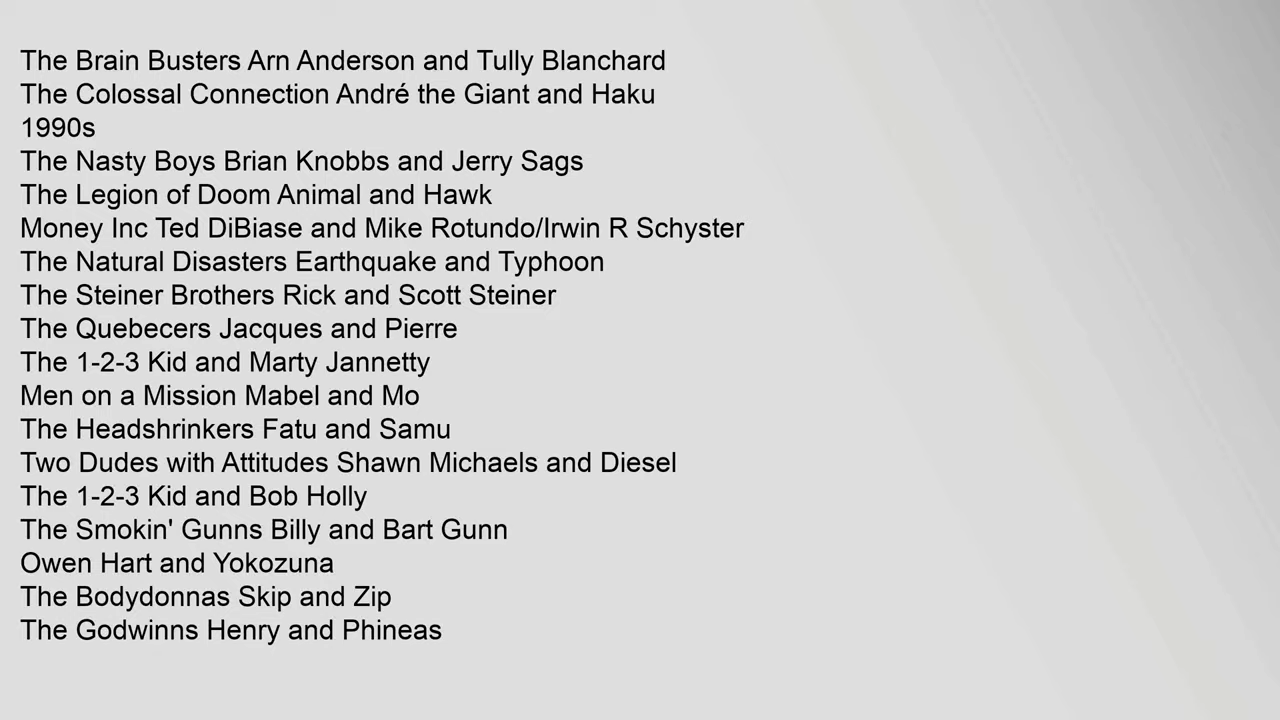 The Brain Busters Arn Anderson and Tully Blanchard
The Colossal Connection André the Giant and Haku
1990s
The Nasty Boys Brian Knobbs and Jerry Sags
The Legion of Doom Animal and Hawk
Money Inc Ted DiBiase and Mike Rotundo/Irwin R Schyster
The Natural Disasters Earthquake and Typhoon
The Steiner Brothers Rick and Scott Steiner
The Quebecers Jacques and Pierre
The 1-2-3 Kid and Marty Jannetty
Men on a Mission Mabel and Mo
The Headshrinkers Fatu and Samu
Two Dudes with Attitudes Shawn Michaels and Diesel
The 1-2-3 Kid and Bob Holly
The Smokin' Gunns Billy and Bart Gunn
Owen Hart and Yokozuna
The Bodydonnas Skip and Zip
The Godwinns Henry and Phineas